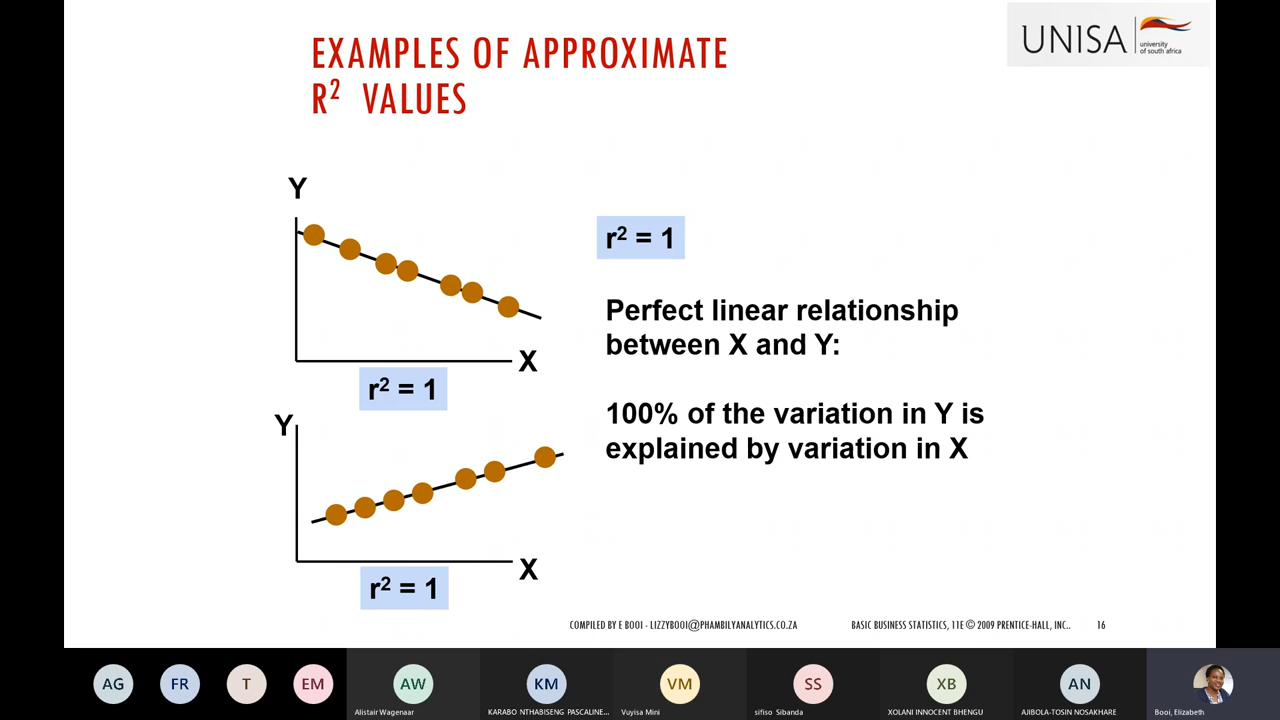 EXAMPLES OF APPROXIMATE
R² VALUES
UNISA
university
of south africa
Y
X
r² = 1
Y
X
r² = 1
r² = 1
Perfect linear relationship
between X and Y:
100% of the variation in Y is
explained by variation in X
COMPILED BY E BOOI - LIZZYBOOI@PHAMBILYANALYTICS.CO.ZA
BASIC BUSINESS STATISTICS, 11E © 2009 PRENTICE-HALL, INC..
16
AG
FR
T
EM
AW
Alistair Wagenaar
KM
KARABO NTHABISENG PASCALINE...
VM
Vuyisa Mini
SS
sifiso Sibanda
XB
XOLANI INNOCENT BHENGU
AN
AJIBOLA-TOSIN NOSAKHARE
Booi, Elizabeth